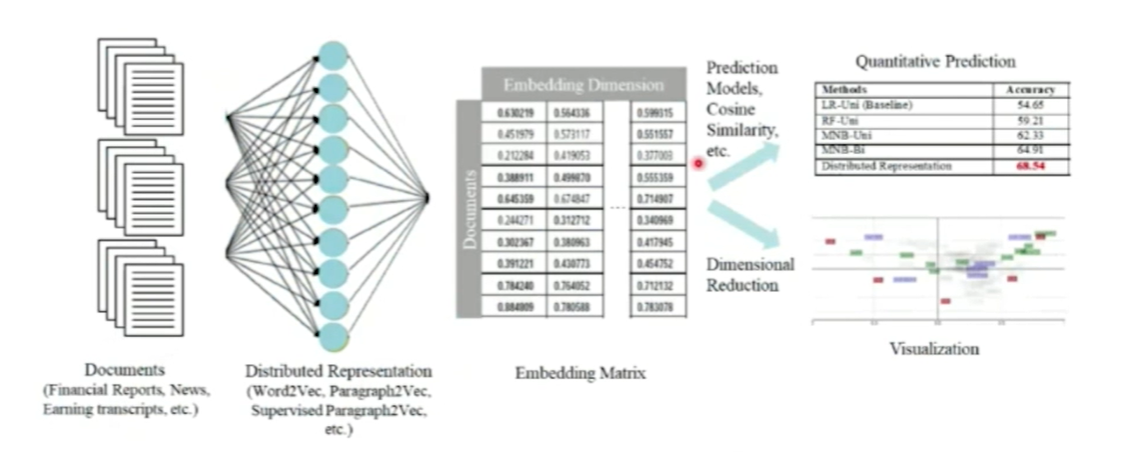 Documents
(Financial Reports, News,
Earning transcripts, etc.)
Distributed Representation
(Word2Vec, Paragraph2Vec,
Supervised Paragraph2Vec,
etc.)
Embedding Dimension
Documents
0.630219 0.564336 0.599315
0.451979 0.573117 0.551557
0.212284 0.419053 0.377003
0.388911 0.499870 0.555359
0.645359 0.674847 .... 0.714907
0.244271 0.312712 0.340969
0.302367 0.380963 0.417945
0.391221 0.430773 0.454752
0.784240 0.764052 0.712132
0.884909 0.780588 0.783078
Embedding Matrix
Prediction
Models,
Cosine
Similarity,
etc.
Dimensional
Reduction
Quantitative Prediction
Methods Accuracy
LR-Uni (Baseline) 54.65
RF-Uni 59.21
MNB-Uni 62.33
MNB-Bi 64.91
Distributed Representation 68.54
Visualization